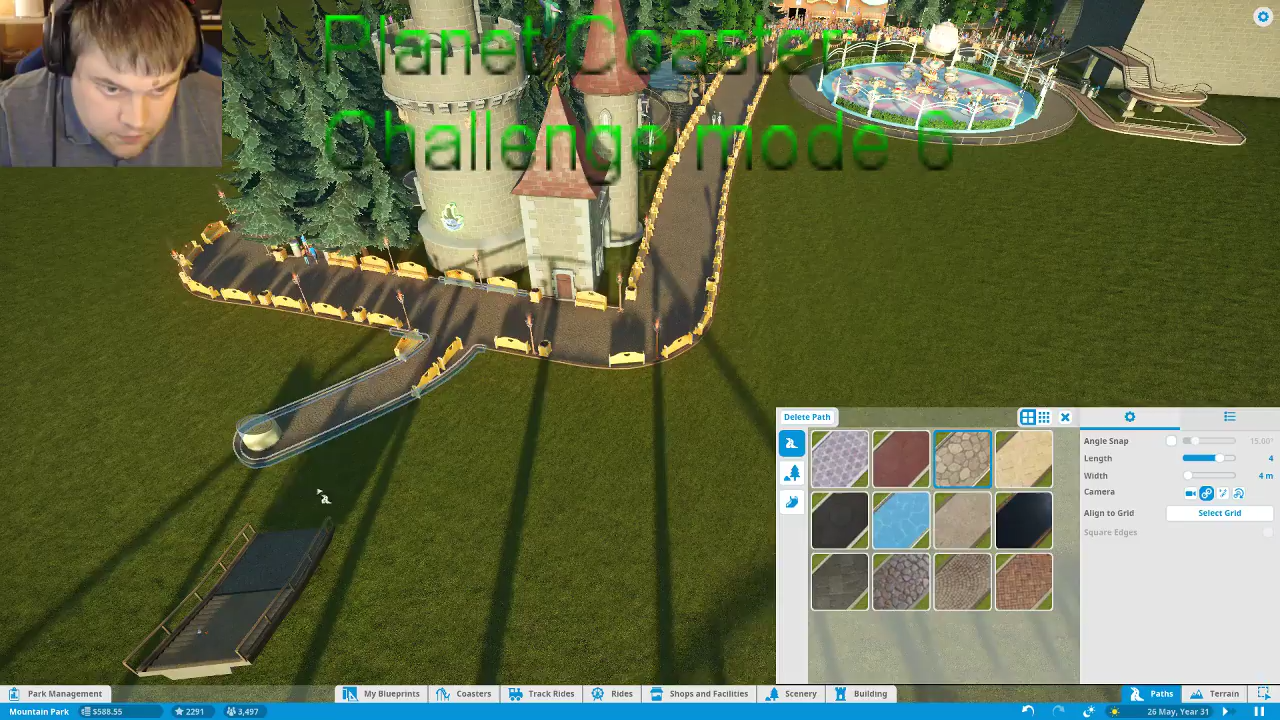 Planet Coaster
Challenge mode 6
Delete Path
Angle Snap
15.00°
Length
4
Width
4 m
Camera
Align to Grid
Select Grid
Square Edges
Park Management
My Blueprints
Coasters
Track Rides
Rides
Shops and Facilities
Scenery
Building
Paths
Terrain
Mountain Park
$588.55
2291
3,497
26 May, Year 31